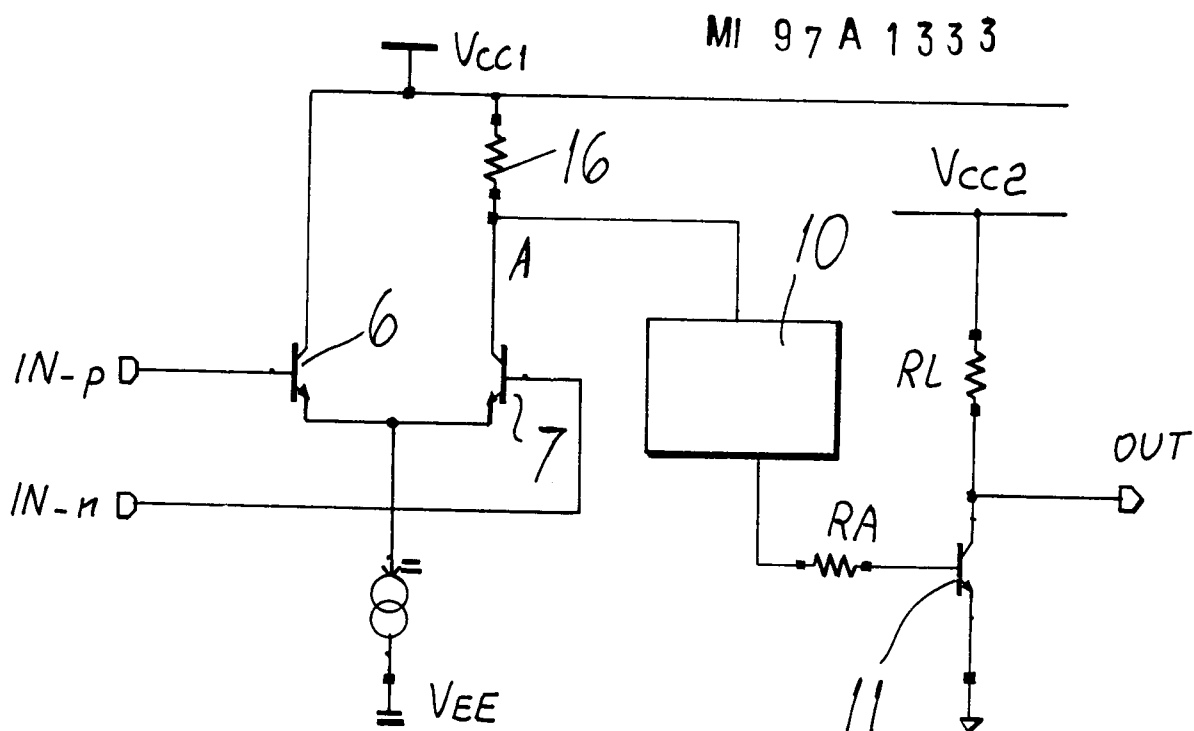 MI 97 A 1333
Vcc1
16
Vcc2
10
A
6
IN-p
RL
7
OUT
IN-n
RA
VEE
11